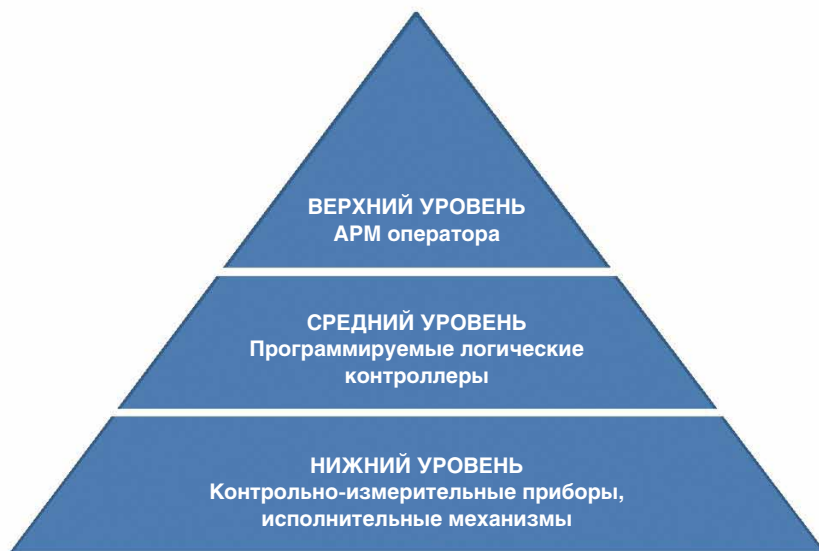 ВЕРХНИЙ УРОВЕНЬ
АРМ оператора
СРЕДНИЙ УРОВЕНЬ
Программируемые логические
контроллеры
НИЖНИЙ УРОВЕНЬ
Контрольно-измерительные приборы,
исполнительные механизмы